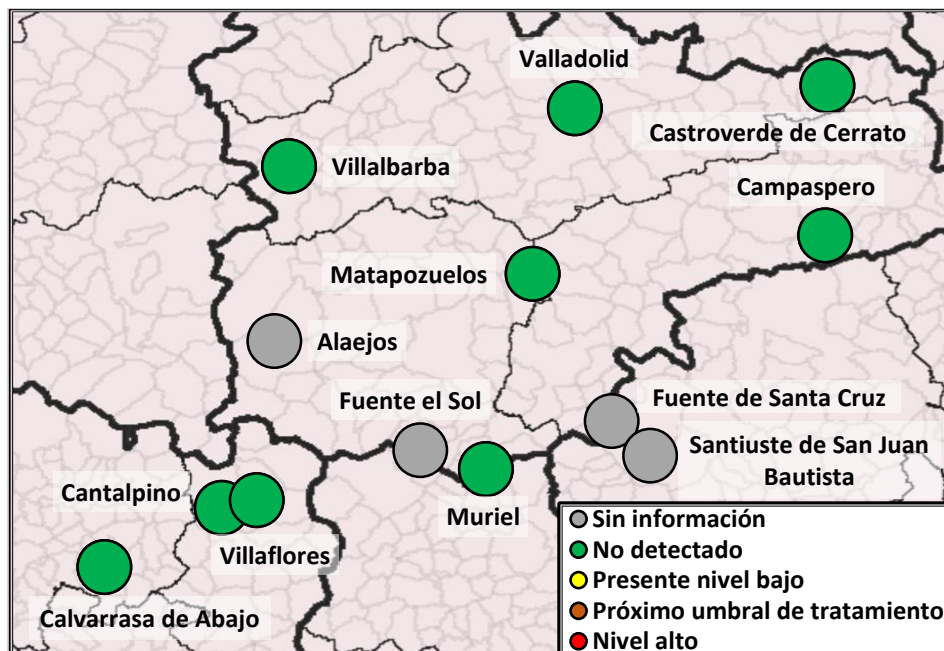 Valladolid
Castroverde de Cerrato
Villalbarba
Campaspero
Matapozuelos
Alaejos
Fuente el Sol
Fuente de Santa Cruz
Santiuste de San Juan
Bautista
Cantalpino
Muriel
Villaflores
Calvarrasa de Abajo
Sin información
No detectado
Presente nivel bajo
Próximo umbral de tratamiento
Nivel alto